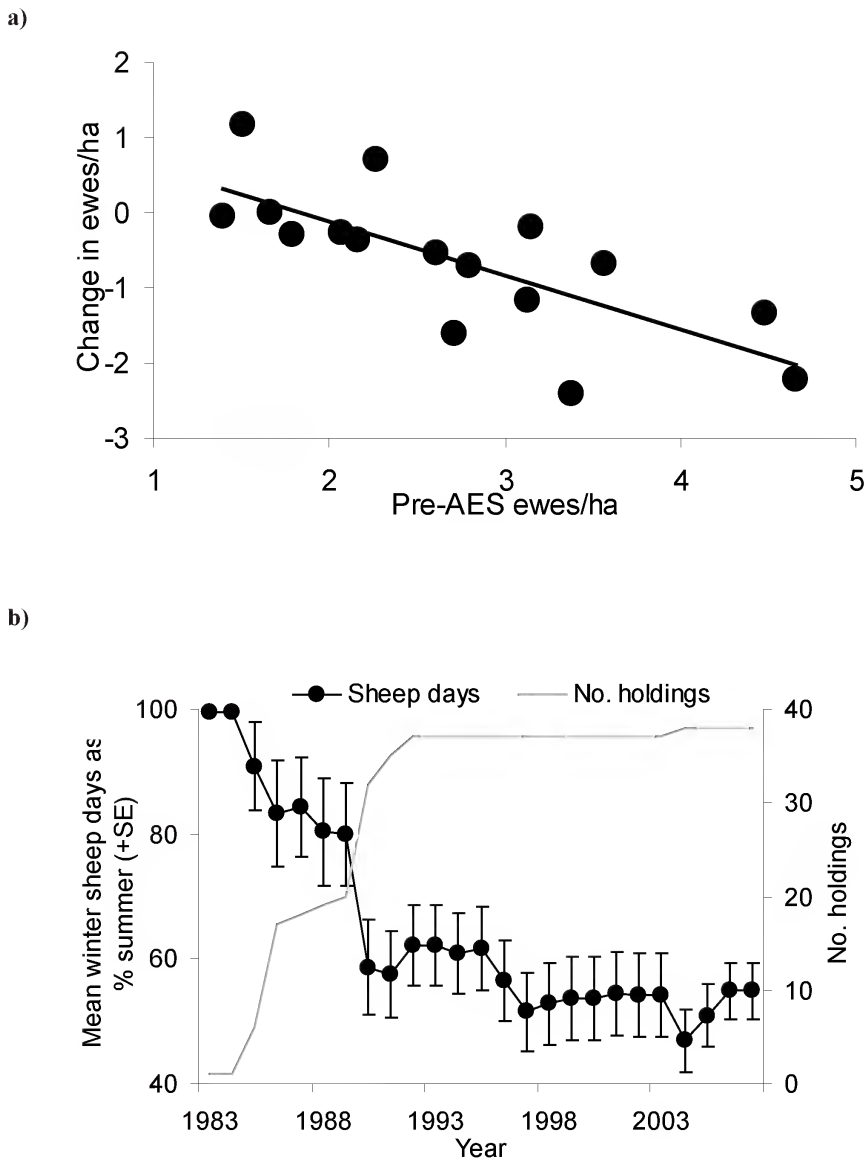 a)
2
1
0
-1
-2
-3
Change in ewes/ha
1 2 3 4 5
Pre-AES ewes/ha
b)
Sheep days No. holdings
100
80
60
40
Mean winter sheep days as
% summer (+SE)
40
30
20
10
0
No. holdings
1983 1988 1993 1998 2003
Year